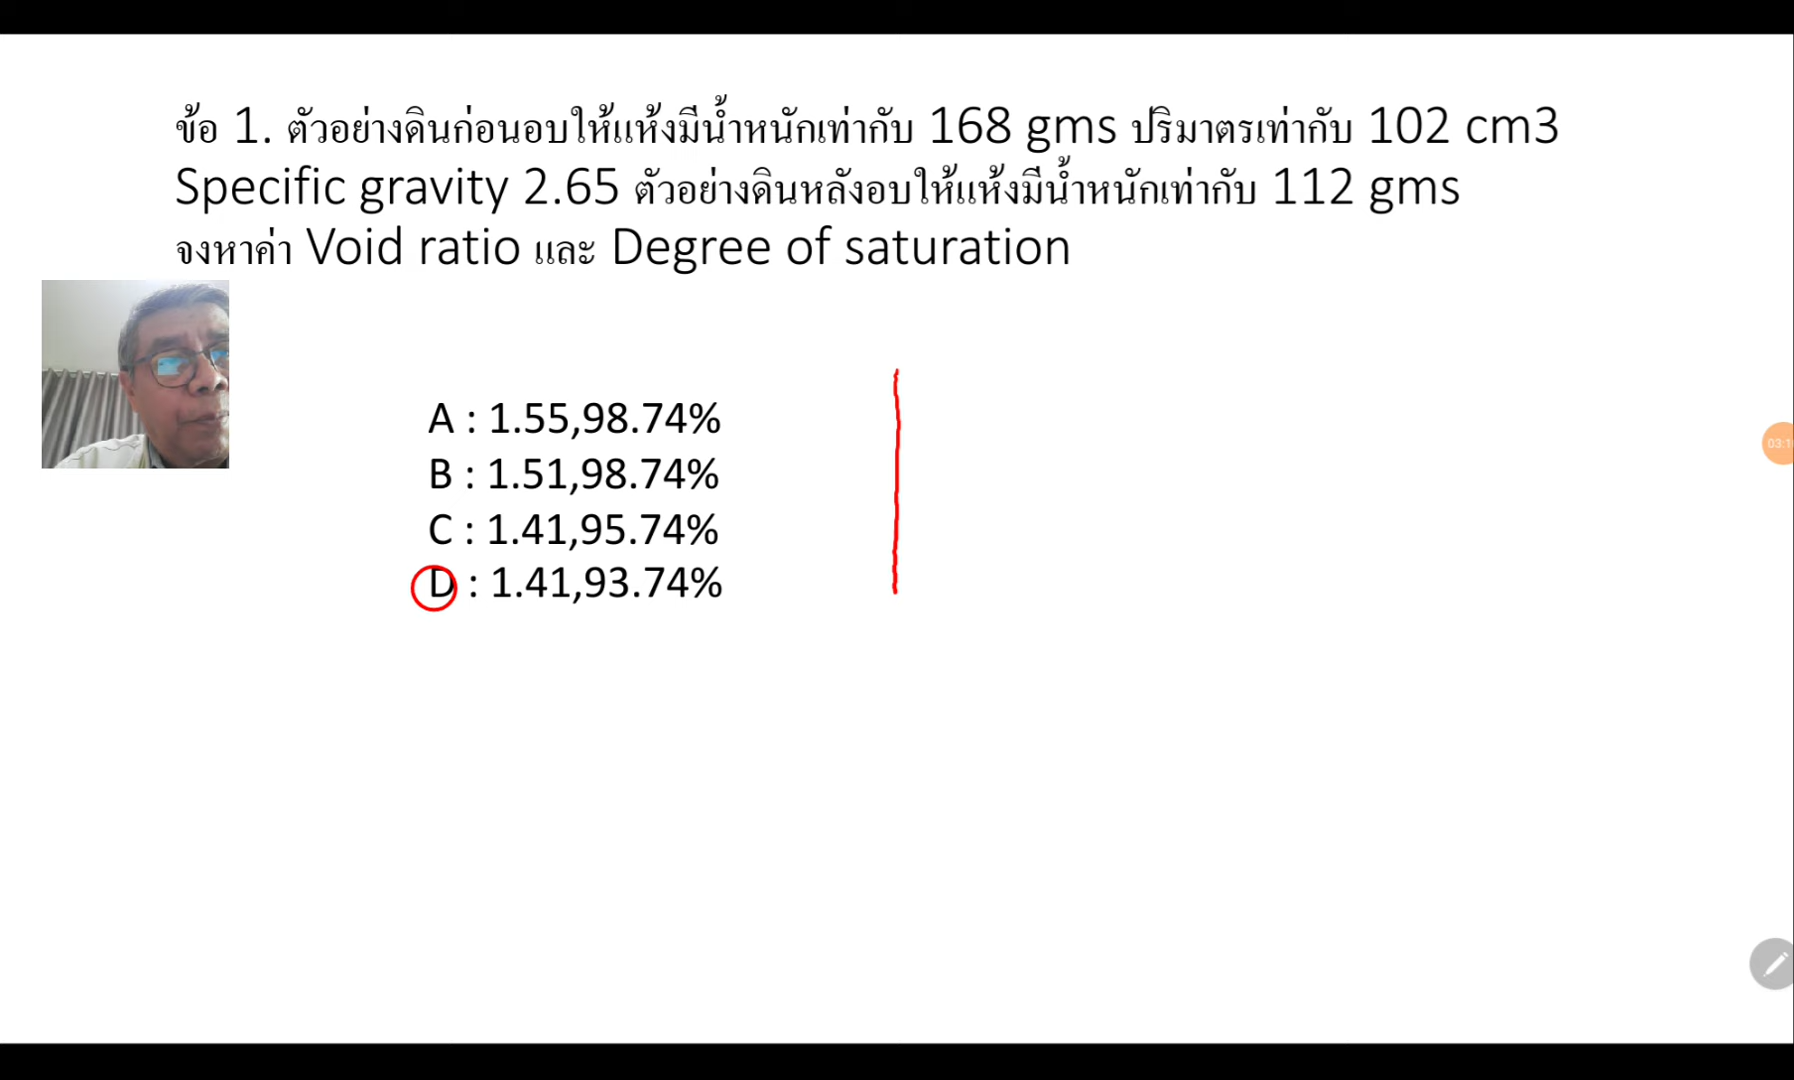 ข้อ 1. ตัวอย่างดินก่อนอบให้แห้งมีน้ำหนักเท่ากับ 168 gms ปริมาตรเท่ากับ 102 cm3
Specific gravity 2.65 ตัวอย่างดินหลังอบให้แห้งมีน้ำหนักเท่ากับ 112 gms
จงหาค่า Void ratio และ Degree of saturation
A : 1.55,98.74%
B : 1.51,98.74%
C : 1.41,95.74%
D : 1.41,93.74%